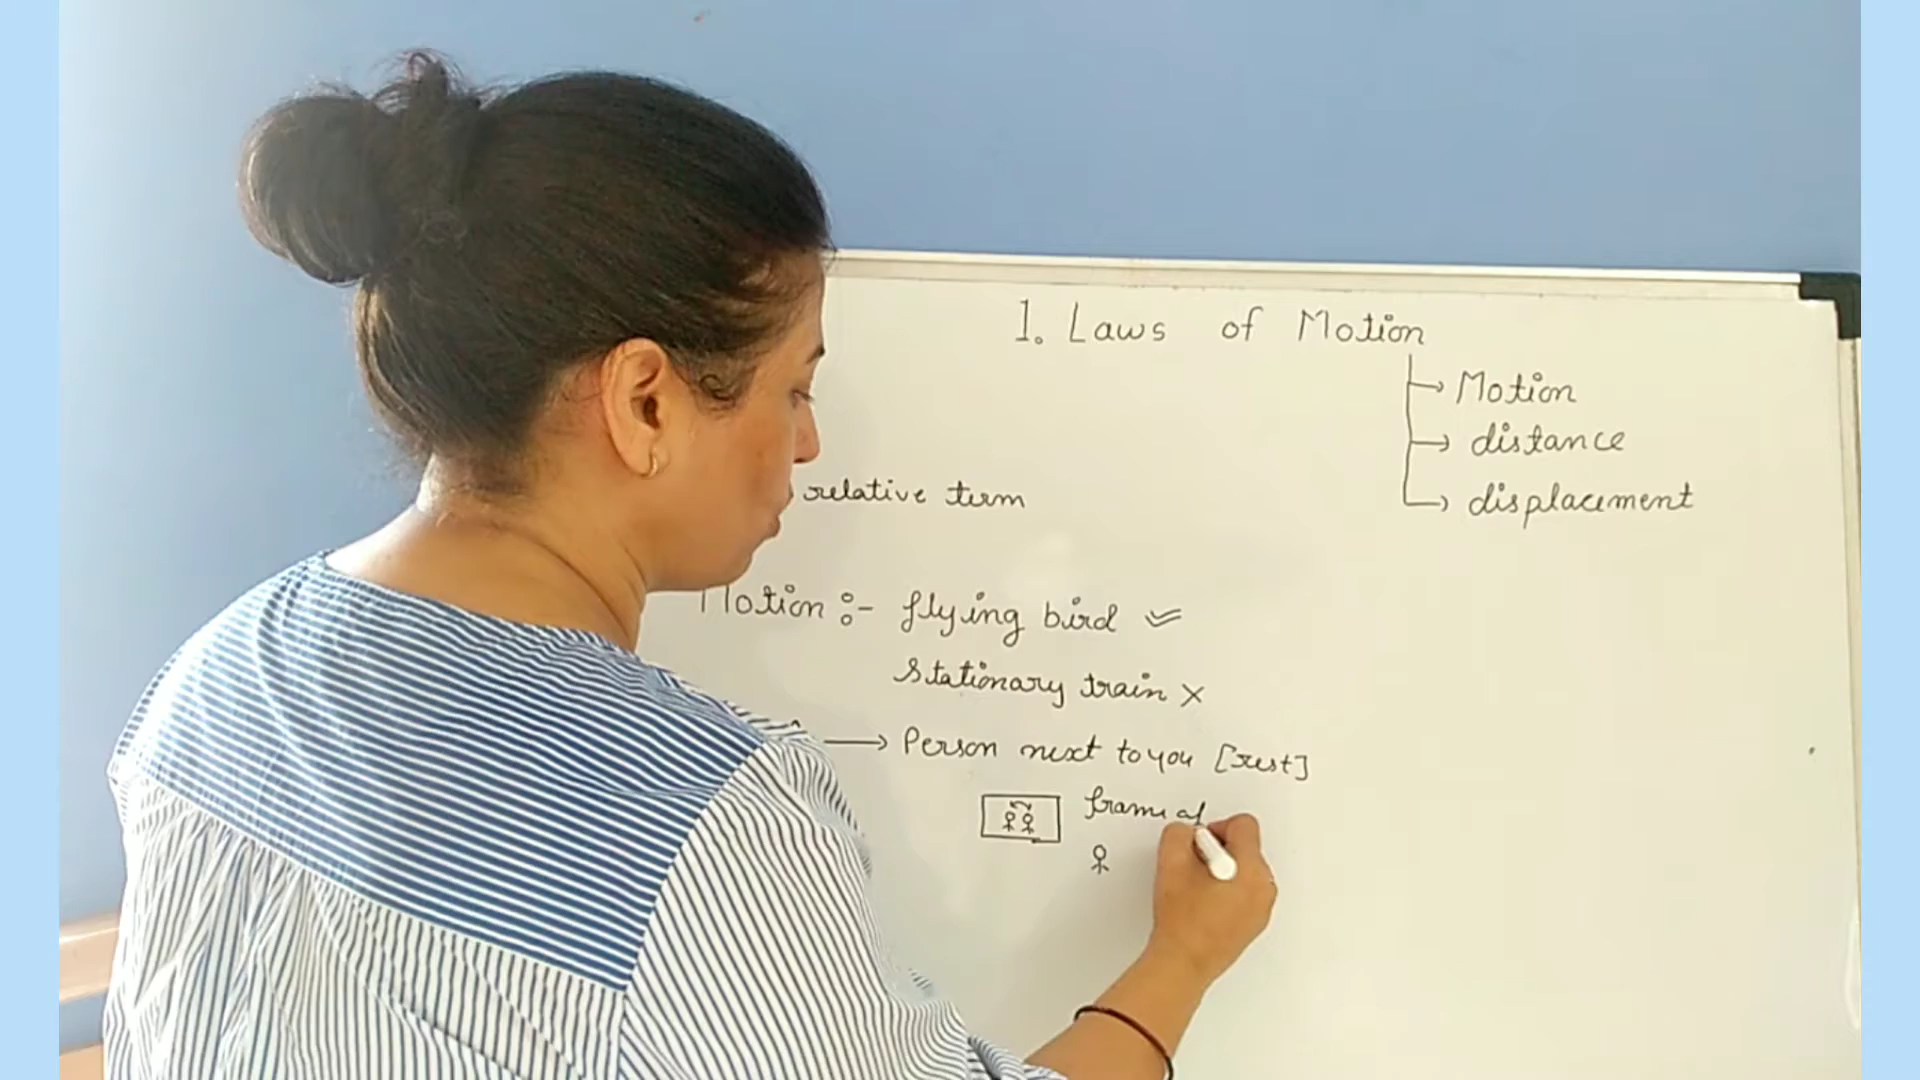 1. Laws of Motion
Motion
distance
displacement
relative term
Motion :- flying bird
Stationary train ×
Person next to you [rest]
frame of